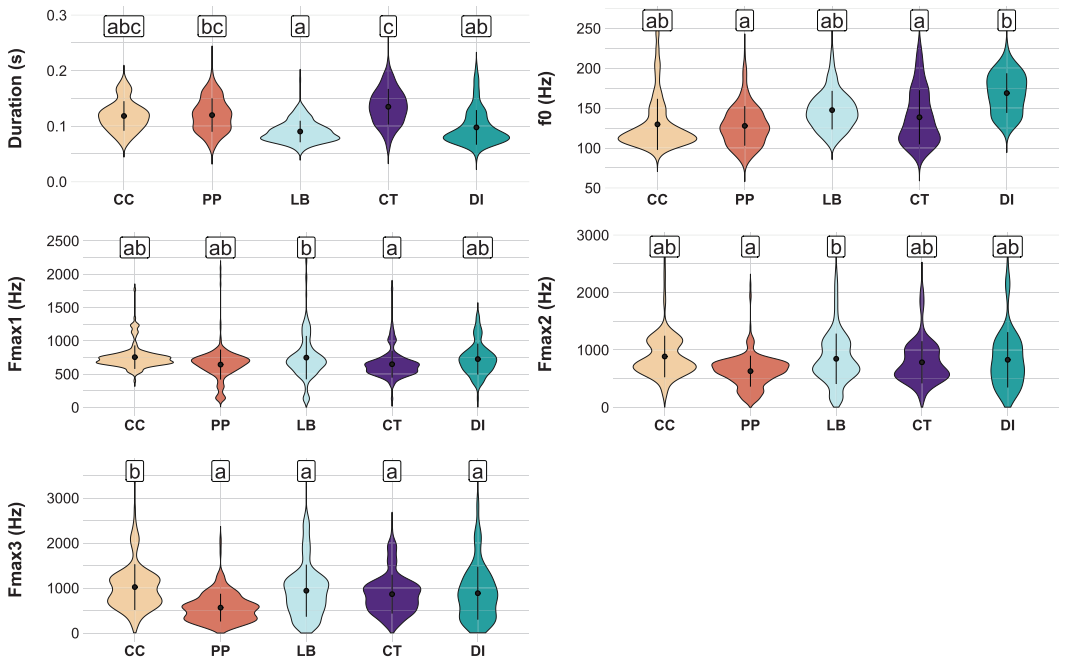 Duration (s)
0.3
0.2
0.1
0.0
abc bc a c ab
CC PP LB CT DI
f0 (Hz)
250
200
150
100
50
ab a ab a b
CC PP LB CT DI
Fmax1 (Hz)
2500
2000
1500
1000
500
0
ab ab b a ab
CC PP LB CT DI
Fmax2 (Hz)
3000
2000
1000
0
ab a b ab ab
CC PP LB CT DI
Fmax3 (Hz)
3000
2000
1000
0
b a a a a
CC PP LB CT DI